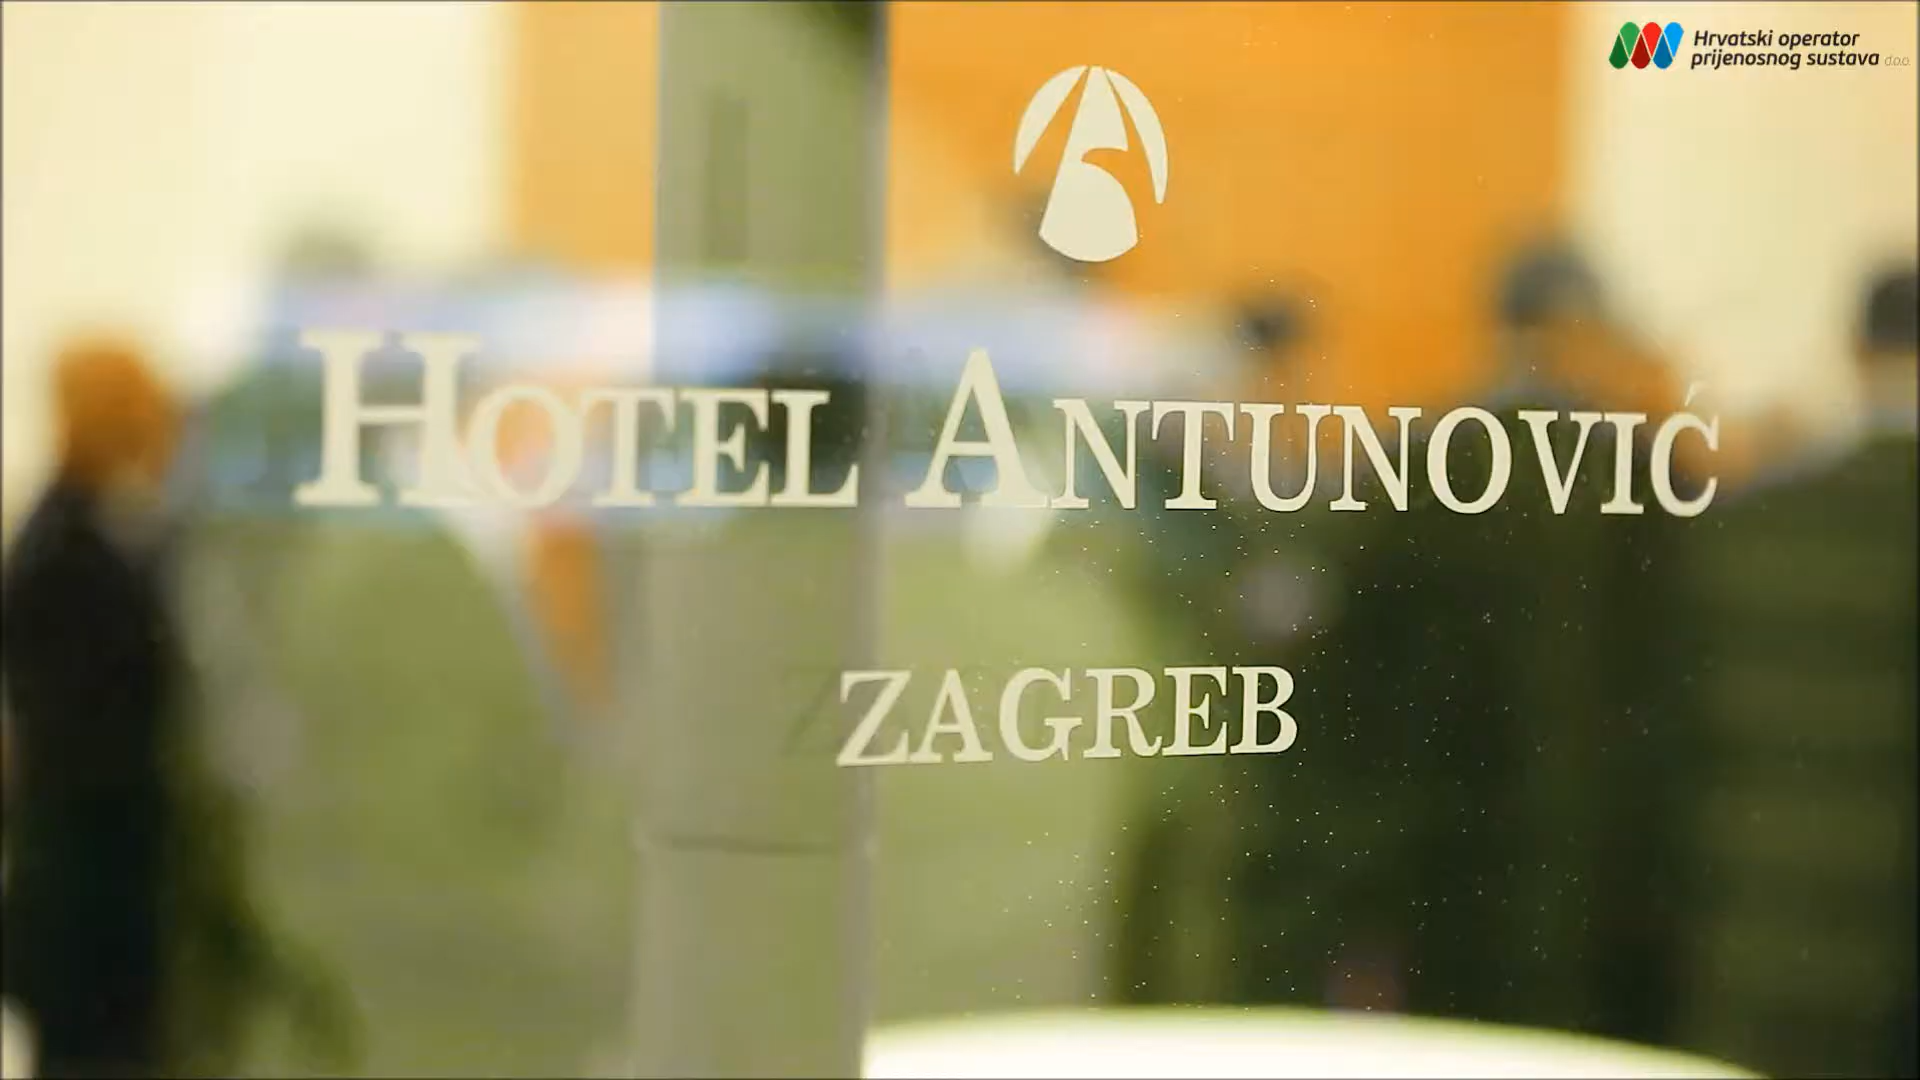 Hrvatski operator
prijenosnog sustava d.o.o.
HOTEL ANTUNOVIĆ
ZAGREB